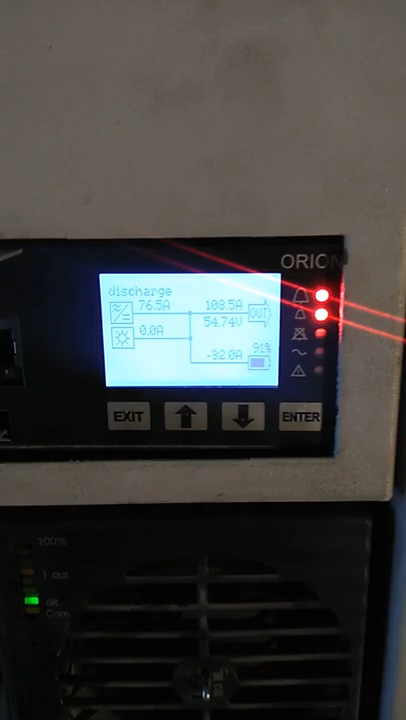 ORION
discharge
76.5A
108.5A
OUT
54.74V
0.0A
-32.0A
91%
EXIT
ENTER
100%
I out
ok
Com